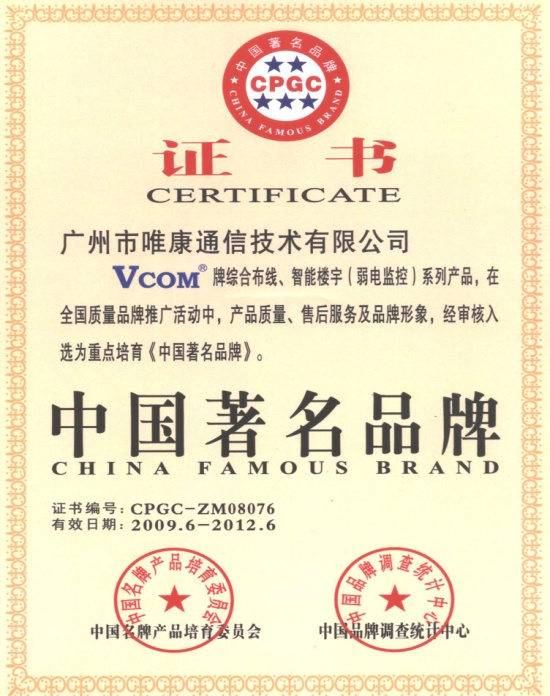 中国著名品牌
CPGC
CHINA FAMOUS BRAND
证 书
CERTIFICATE
广州市唯康通信技术有限公司
VCOM® 牌综合布线、智能楼宇（弱电监控）系列产品，在
全国质量品牌推广活动中，产品质量、售后服务及品牌形象，经审核入
选为重点培育《中国著名品牌》。
中国著名品牌
CHINA FAMOUS BRAND
证书编号：CPGC-ZM08076
有效日期：2009.6-2012.6
中国名牌产品培育委员会
中国品牌调查统计中心
中国名牌产品培育委员会
中国品牌调查统计中心